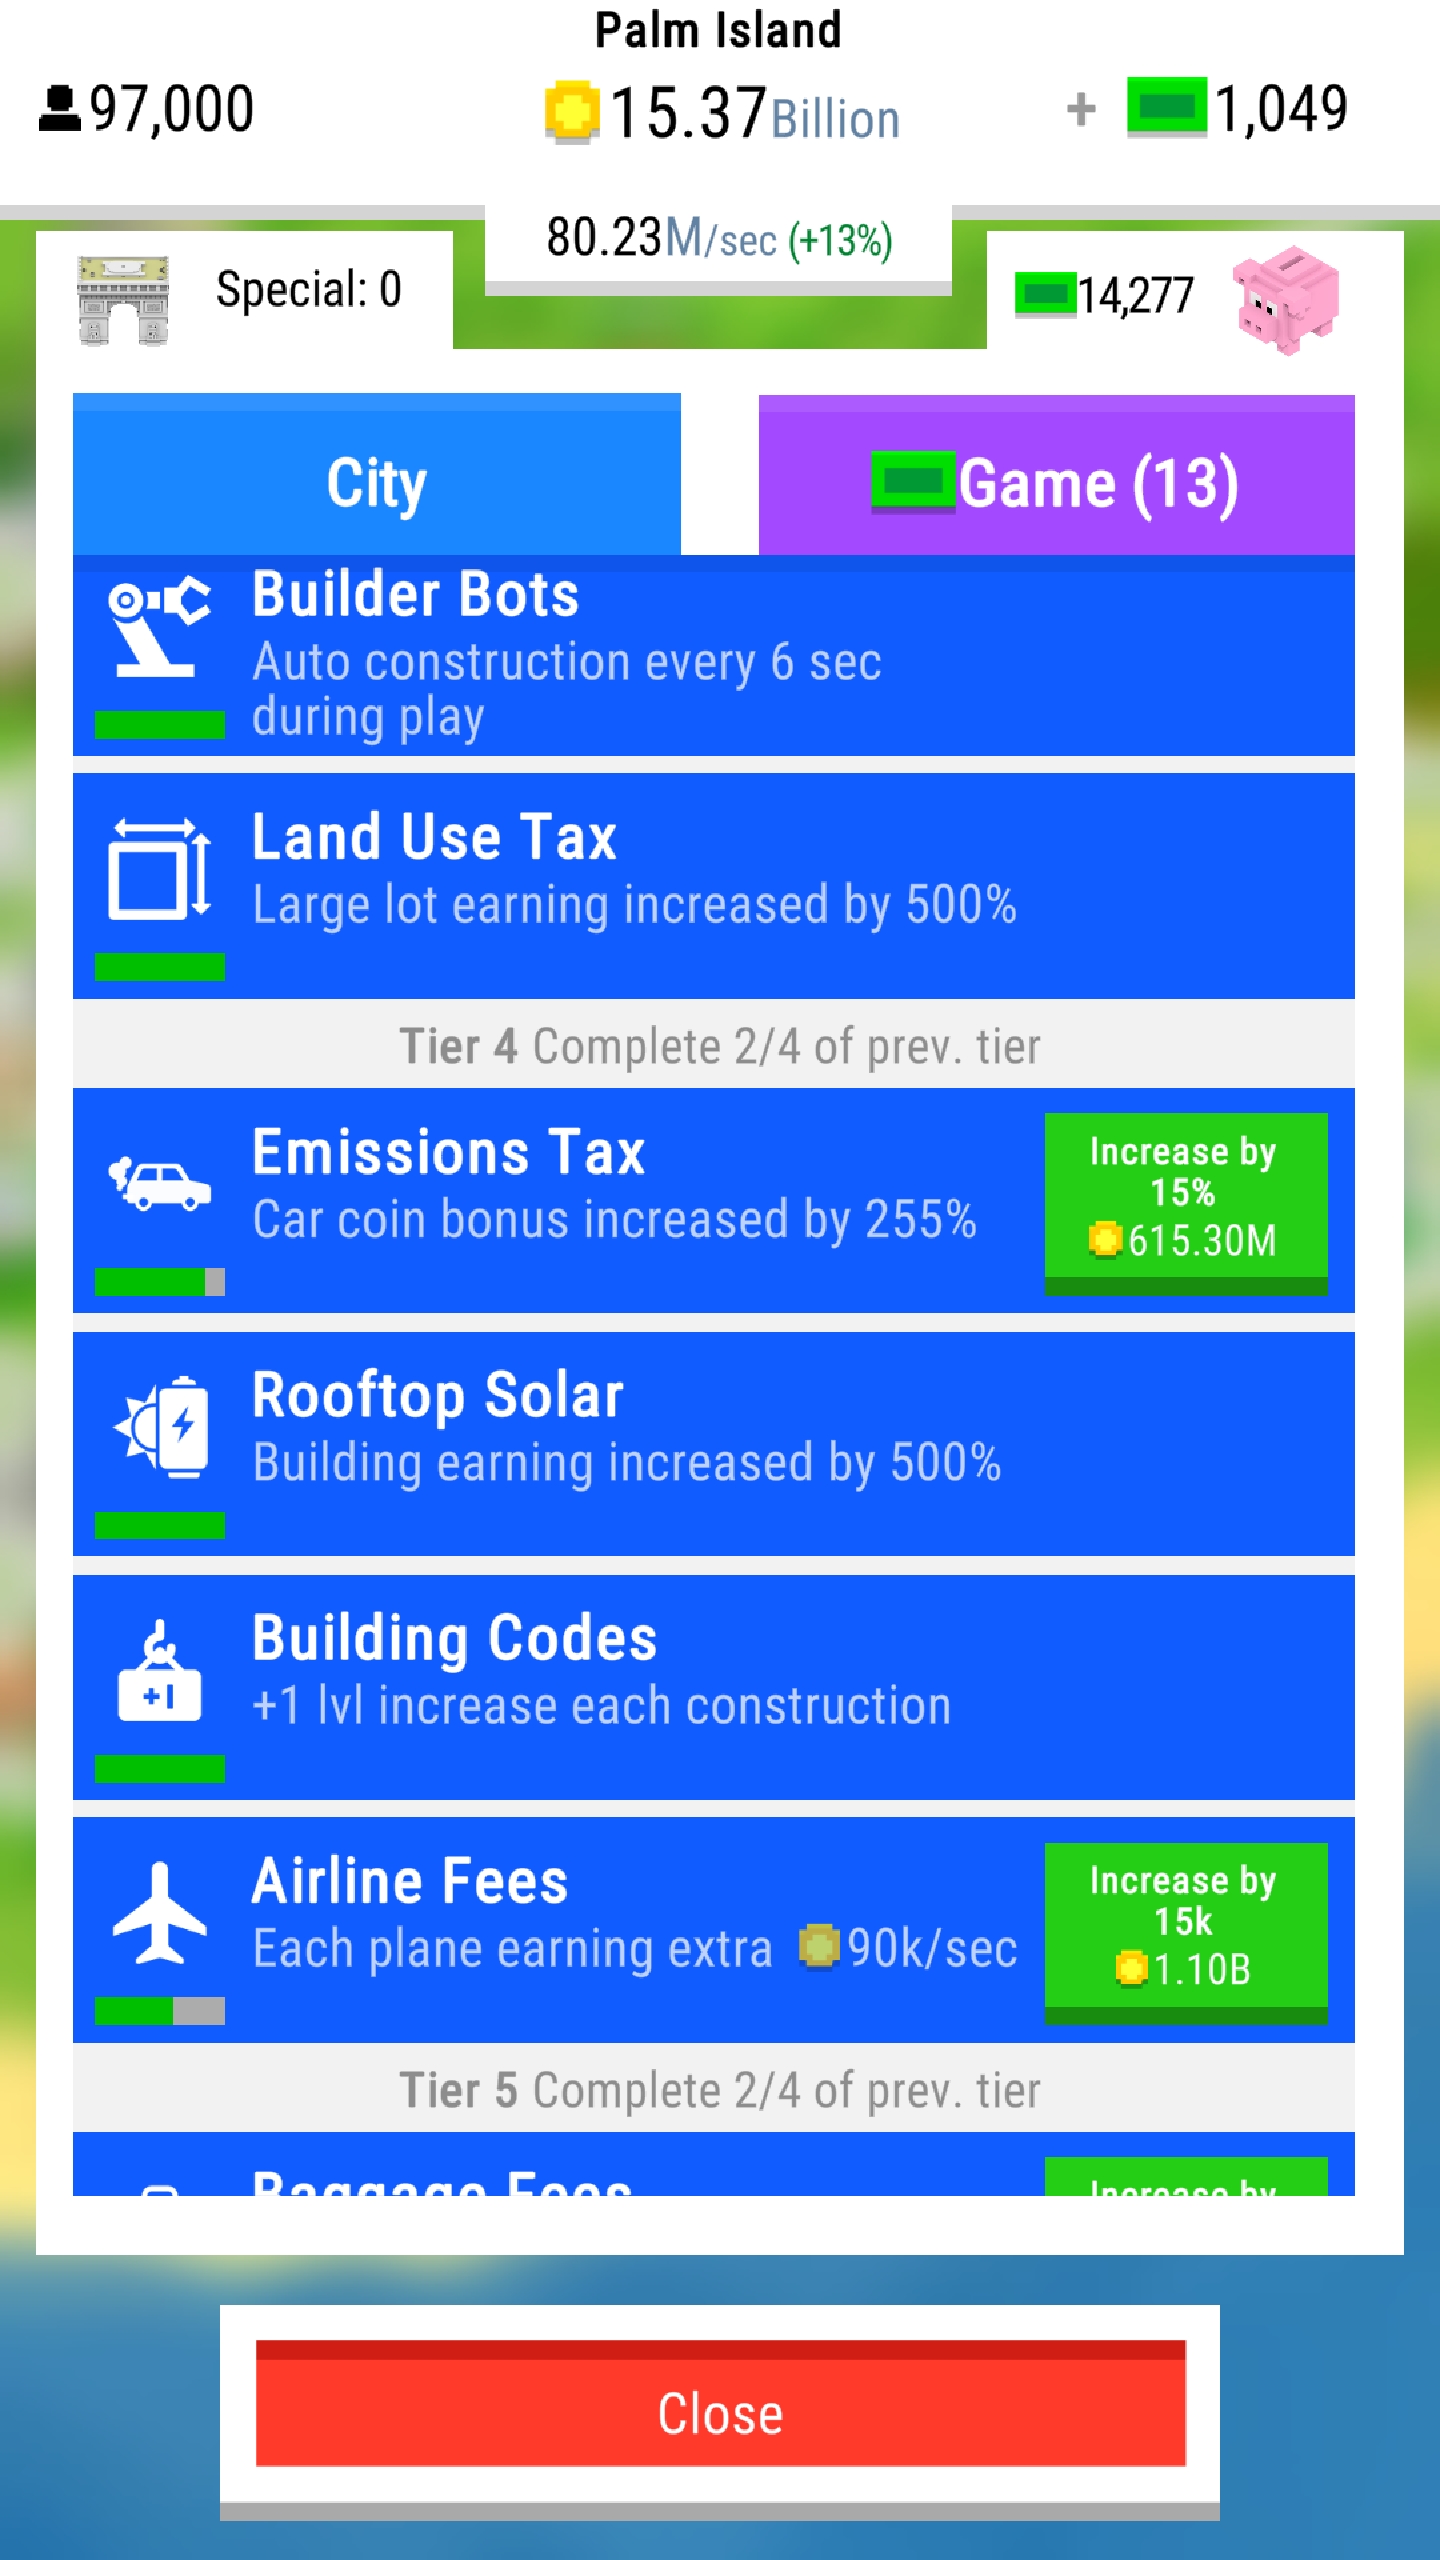 Palm Island
97,000
15.37Billion
+ 1,049
80.23M/sec (+13%)
Special: 0
14,277
City
Game (13)
Builder Bots
Auto construction every 6 sec
during play
Land Use Tax
Large lot earning increased by 500%
Tier 4 Complete 2/4 of prev. tier
Emissions Tax
Car coin bonus increased by 255%
Increase by
15%
615.30M
Rooftop Solar
Building earning increased by 500%
Building Codes
+1 lvl increase each construction
+1
Airline Fees
Each plane earning extra 90k/sec
Increase by
15k
1.10B
Tier 5 Complete 2/4 of prev. tier
Baggage Fees
Increase by
Close